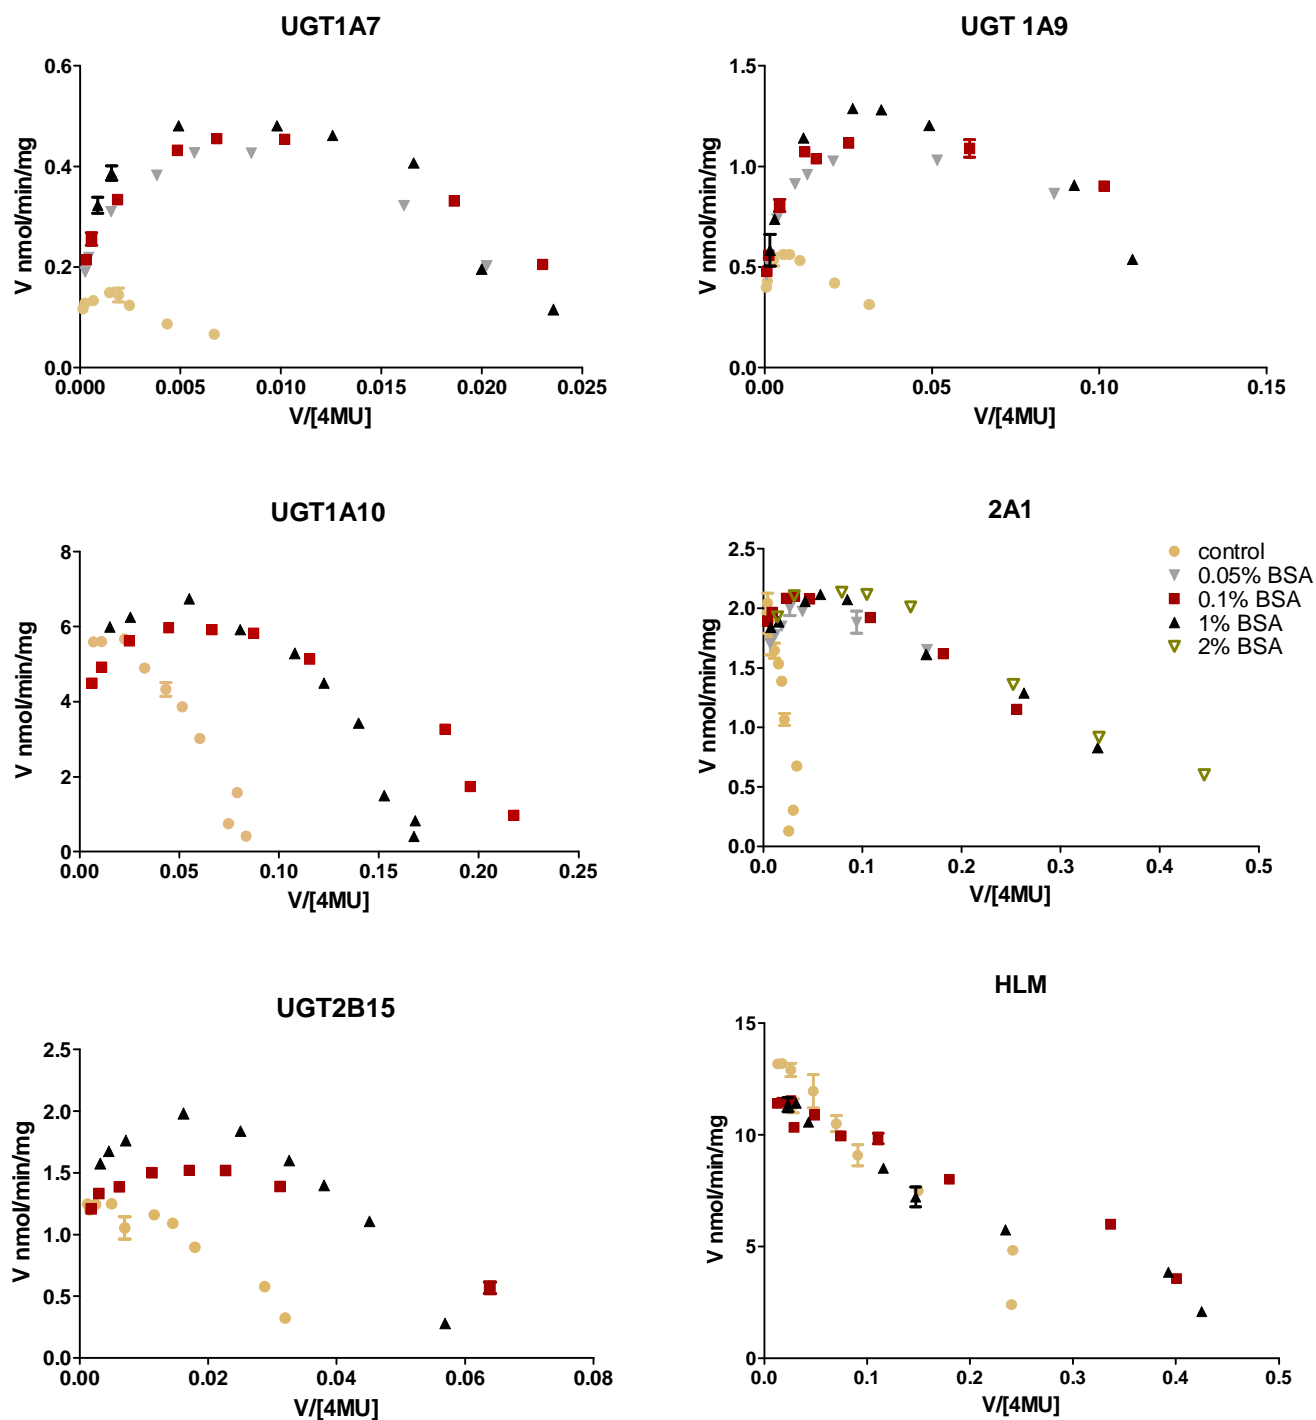 UGT1A7
V nmol/min/mg
0.6
0.4
0.2
0.0
0.000 0.005 0.010 0.015 0.020 0.025
V/[4MU]
UGT 1A9
V nmol/min/mg
1.5
1.0
0.5
0.0
0.00 0.05 0.10 0.15
V/[4MU]
UGT1A10
V nmol/min/mg
8
6
4
2
0
0.00 0.05 0.10 0.15 0.20 0.25
V/[4MU]
2A1
V nmol/min/mg
2.5
2.0
1.5
1.0
0.5
0.0
0.0 0.1 0.2 0.3 0.4 0.5
V/[4MU]
control
0.05% BSA
0.1% BSA
1% BSA
2% BSA
UGT2B15
V nmol/min/mg
2.5
2.0
1.5
1.0
0.5
0.0
0.00 0.02 0.04 0.06 0.08
V/[4MU]
HLM
V nmol/min/mg
15
10
5
0
0.0 0.1 0.2 0.3 0.4 0.5
V/[4MU]